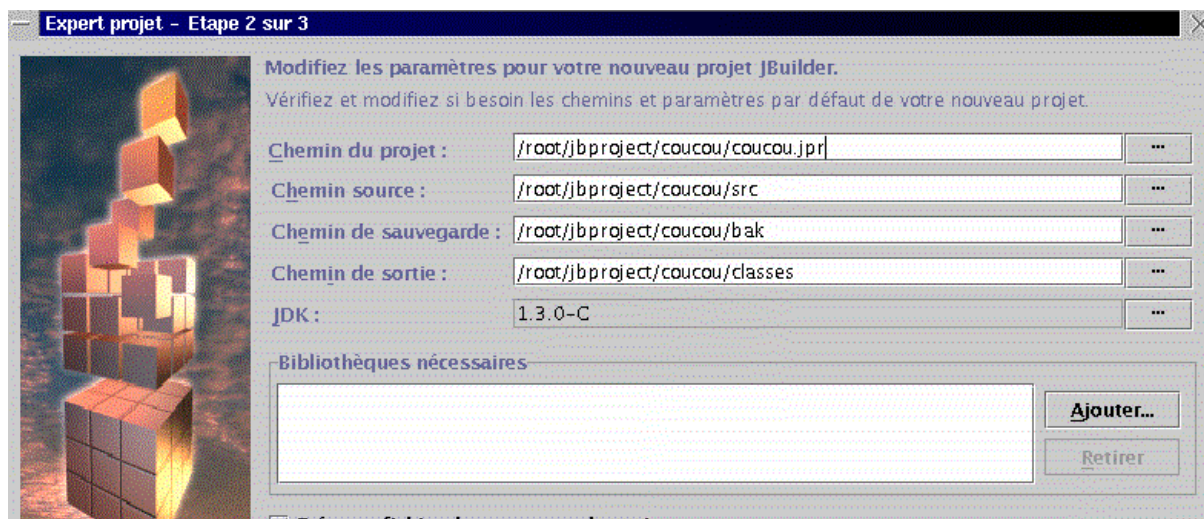 Expert projet - Etape 2 sur 3
Modifiez les paramètres pour votre nouveau projet JBuilder.
Vérifiez et modifiez si besoin les chemins et paramètres par défaut de votre nouveau projet.
Chemin du projet : /root/jbproject/coucou/coucou.jpr ...
Chemin source : /root/jbproject/coucou/src ...
Chemin de sauvegarde : /root/jbproject/coucou/bak ...
Chemin de sortie : /root/jbproject/coucou/classes ...
JDK : 1.3.0-C ...
Bibliothèques nécessaires
Ajouter...
Retirer